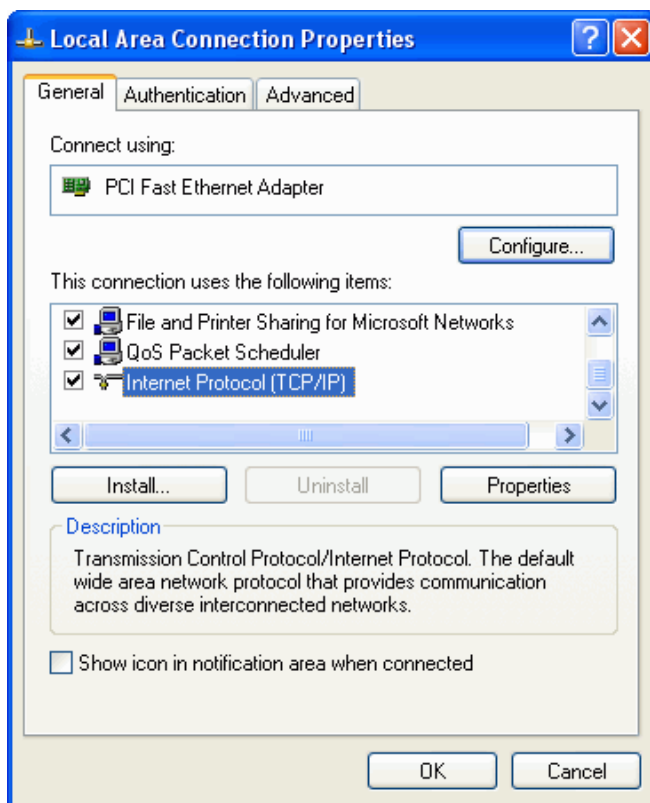 Local Area Connection Properties
General Authentication Advanced
Connect using:
PCI Fast Ethernet Adapter
Configure...
This connection uses the following items:
File and Printer Sharing for Microsoft Networks
QoS Packet Scheduler
Internet Protocol (TCP/IP)
Install... Uninstall Properties
Description
Transmission Control Protocol/Internet Protocol. The default
wide area network protocol that provides communication
across diverse interconnected networks.
Show icon in notification area when connected
OK Cancel